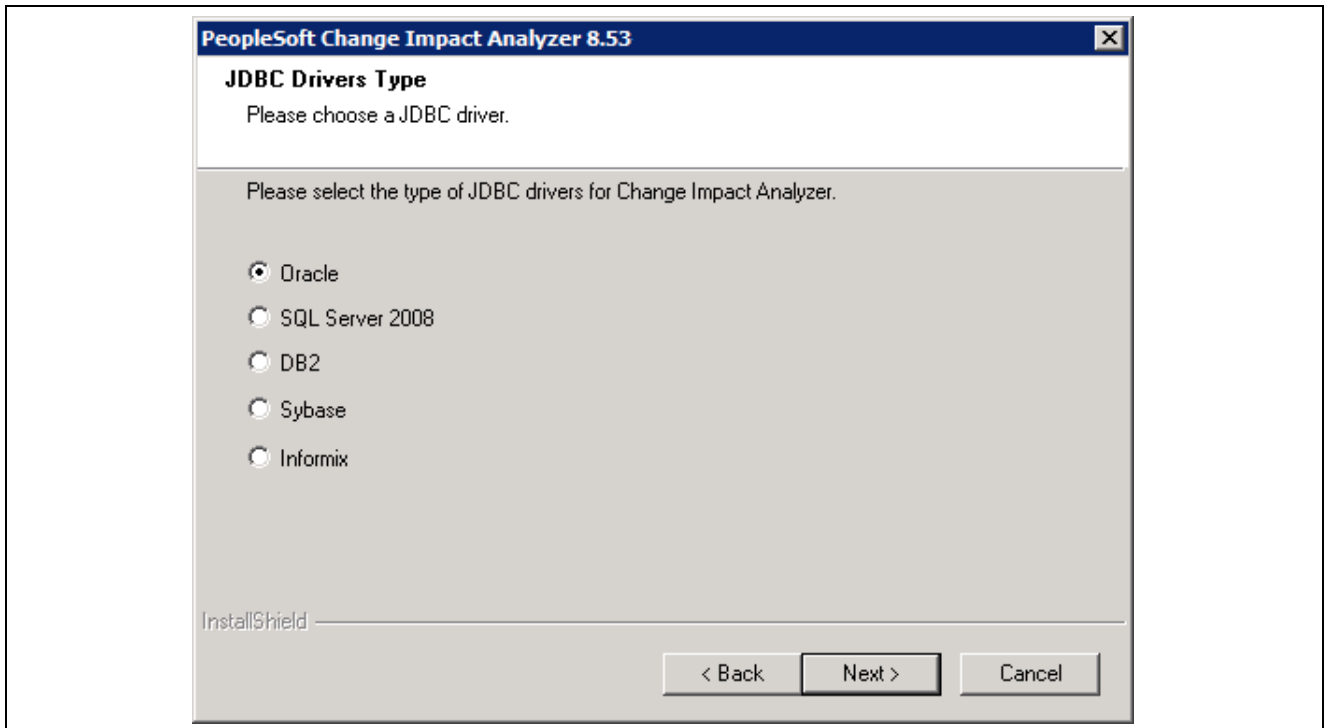 PeopleSoft Change Impact Analyzer 8.53
JDBC Drivers Type
Please choose a JDBC driver.
Please select the type of JDBC drivers for Change Impact Analyzer.
Oracle
SQL Server 2008
DB2
Sybase
Informix
InstallShield
< Back Next > Cancel